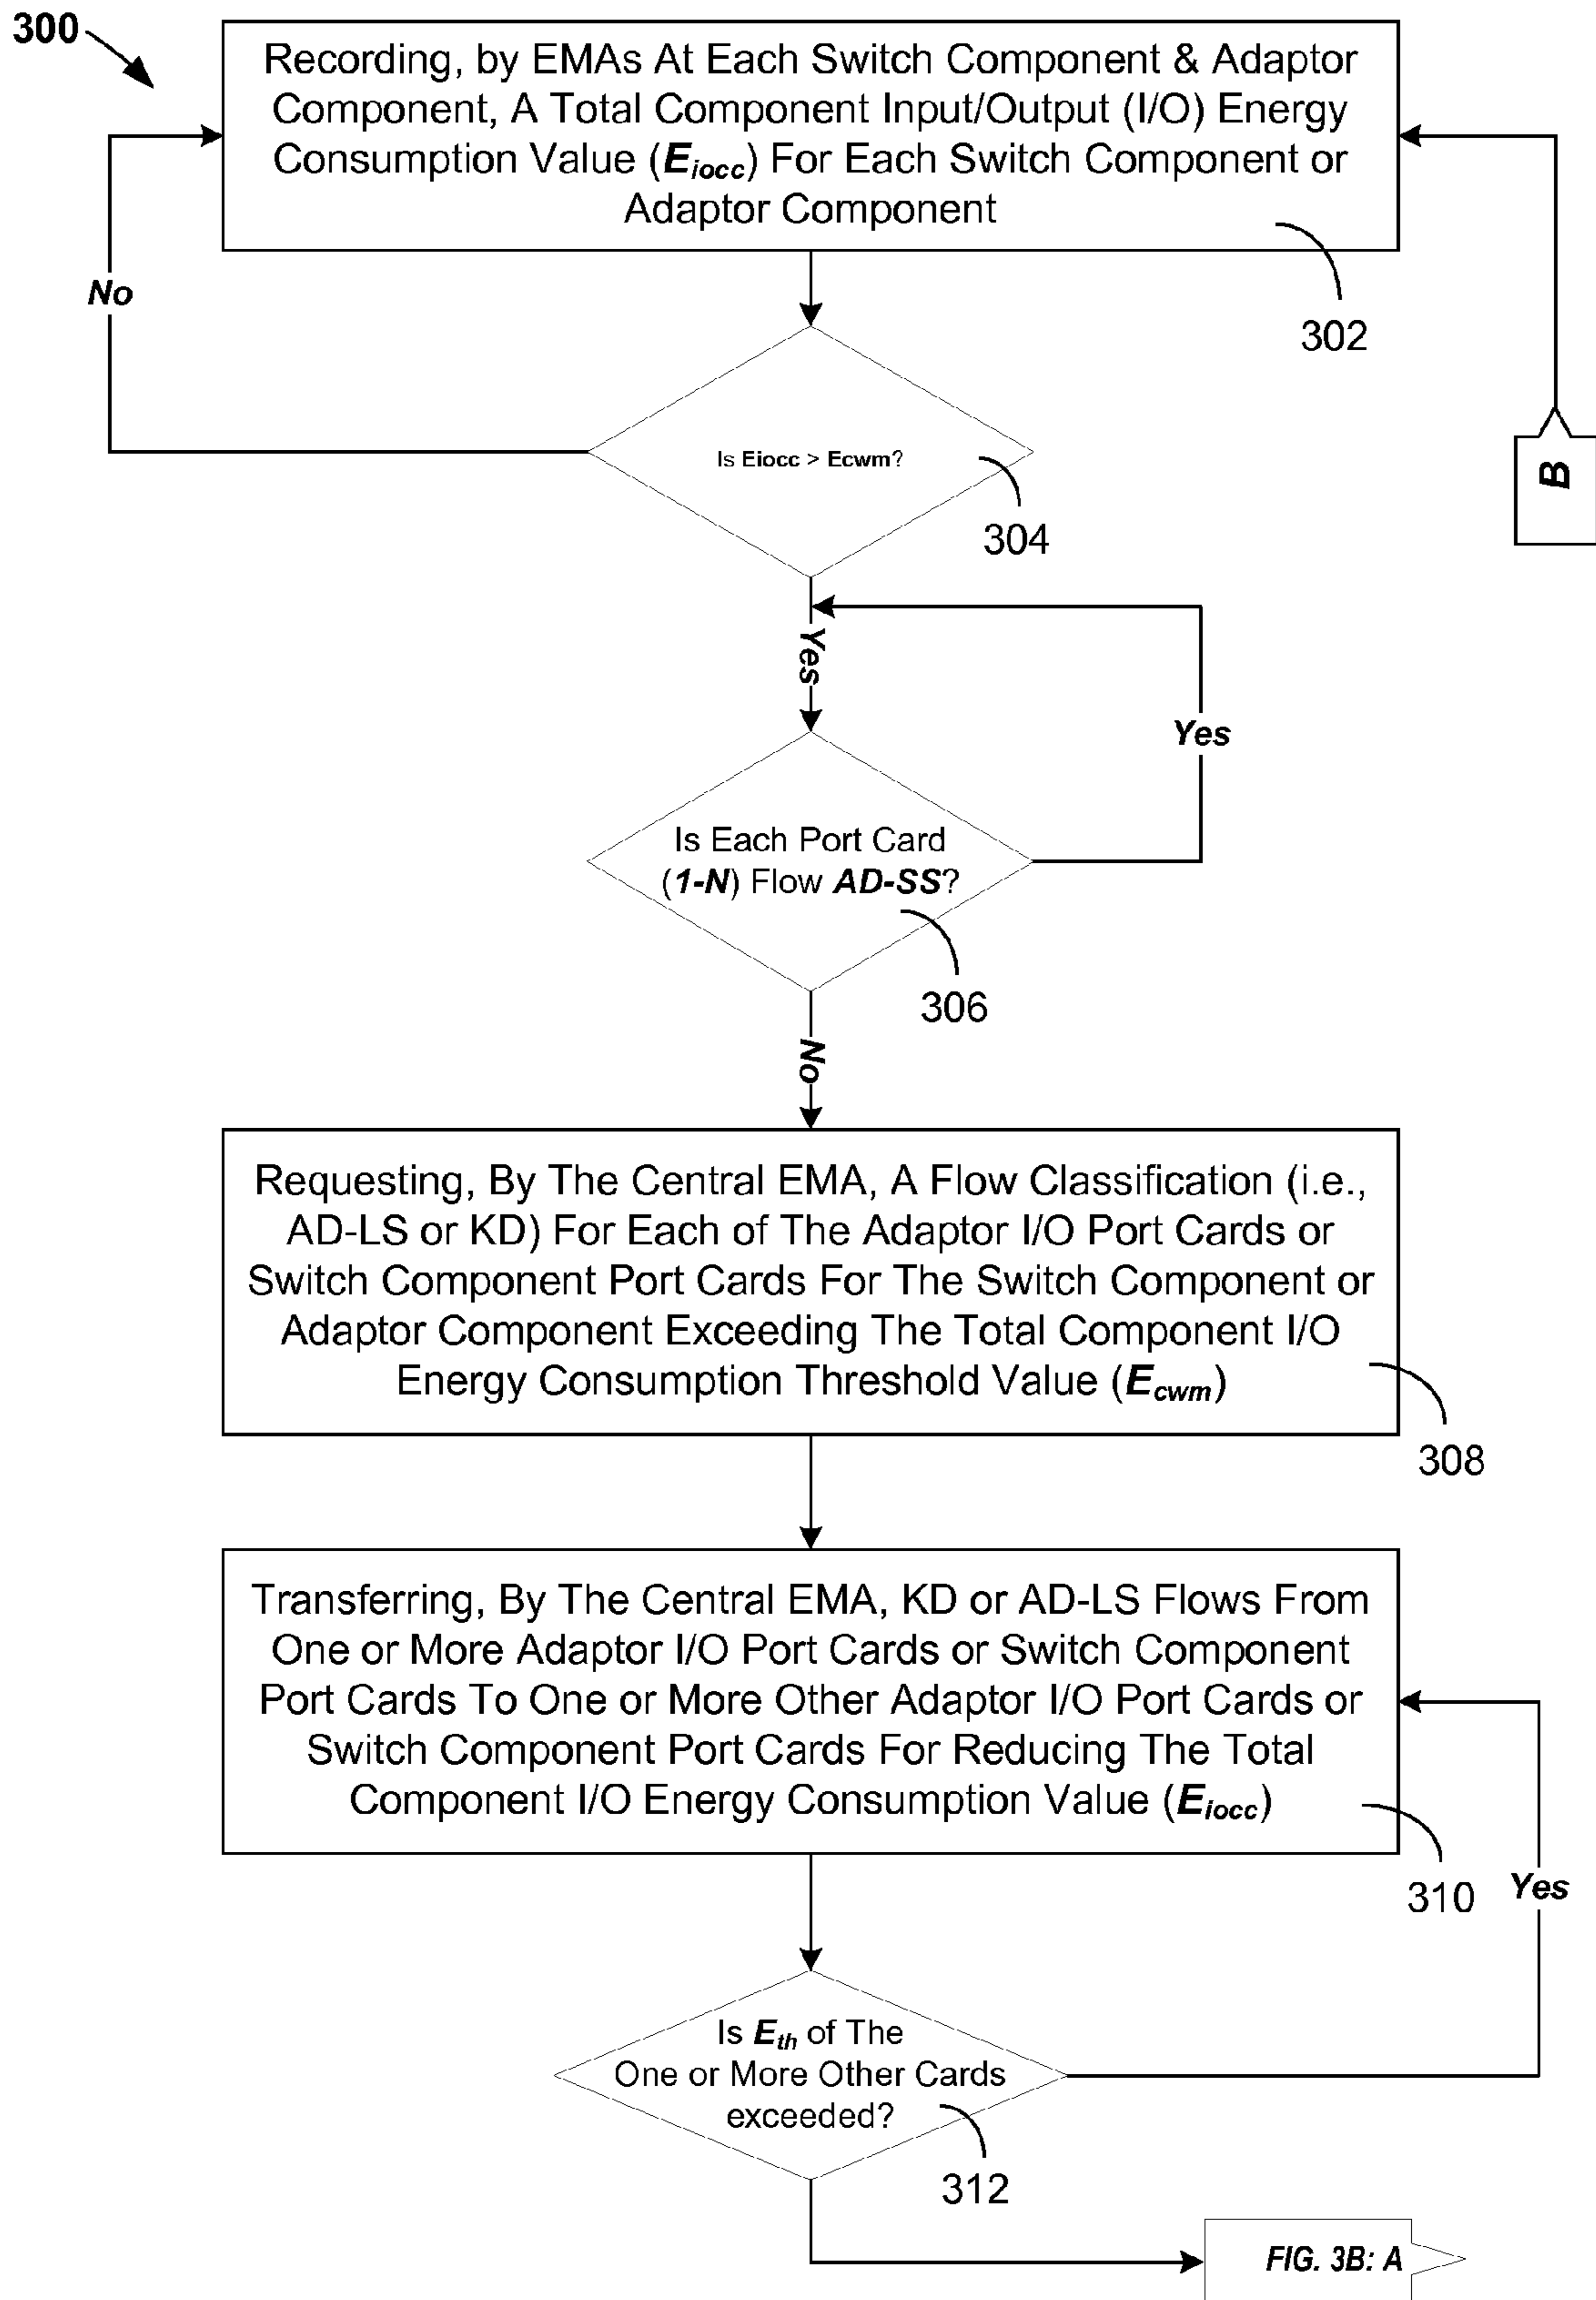 300
Recording, by EMAs At Each Switch Component & Adaptor
Component, A Total Component Input/Output (I/O) Energy
Consumption Value (Eiocc) For Each Switch Component or
Adaptor Component
302
No
Is Eiocc > Ecwm?
304
B
Yes
Yes
Is Each Port Card
(1-N) Flow AD-SS?
306
No
Requesting, By The Central EMA, A Flow Classification (i.e.,
AD-LS or KD) For Each of The Adaptor I/O Port Cards or
Switch Component Port Cards For The Switch Component or
Adaptor Component Exceeding The Total Component I/O
Energy Consumption Threshold Value (Ecwm)
308
Transferring, By The Central EMA, KD or AD-LS Flows From
One or More Adaptor I/O Port Cards or Switch Component
Port Cards To One or More Other Adaptor I/O Port Cards or
Switch Component Port Cards For Reducing The Total
Component I/O Energy Consumption Value (Eiocc)
310
Yes
Is Eth of The
One or More Other Cards
exceeded?
312
FIG. 3B: A